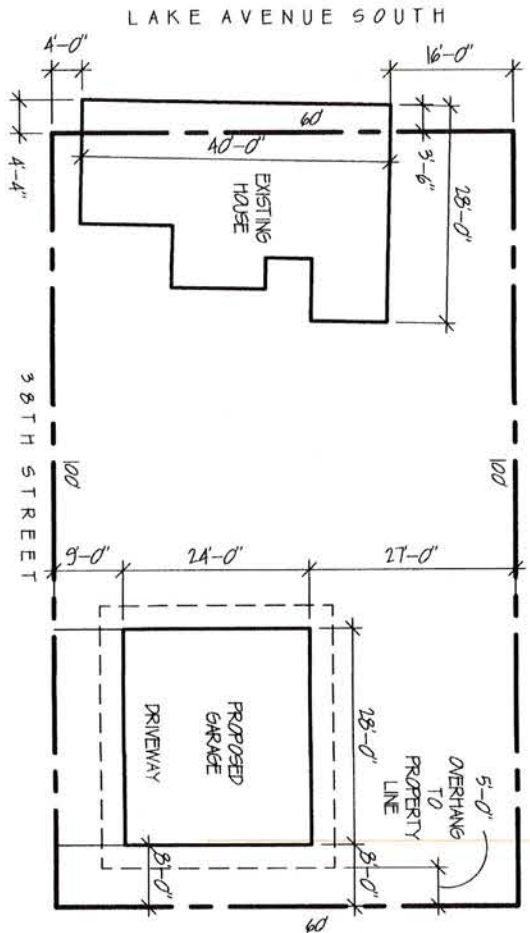 LAKE AVENUE SOUTH
4'-0"
16'-0"
60'
40'-0"
3'-6"
28'-0"
4'-4"
EXISTING
HOUSE
38TH STREET
100'
100'
9'-0"
24'-0"
27'-0"
28'-0"
PROPOSED
GARAGE
DRIVEWAY
5'-0"
OVERHANG
TO
PROPERTY
LINE
8'-0"
8'-0"
60'